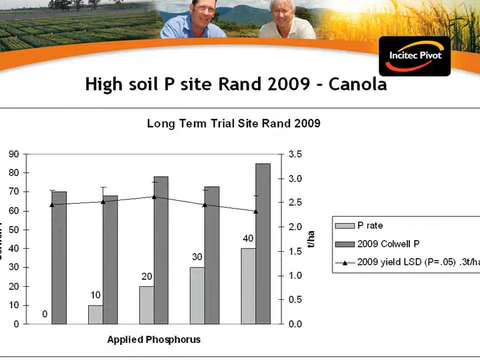 Incitec Pivot
High soil P site Rand 2009 - Canola
Long Term Trial Site Rand 2009
90
80
70
60
50
40
30
20
10
0
0
10
20
30
40
3.5
3.0
2.5
2.0
1.5
1.0
0.5
0.0
t/ha
P rate
2009 Colwell P
2009 yield LSD (P=.05) .3t/ha
Applied Phosphorus